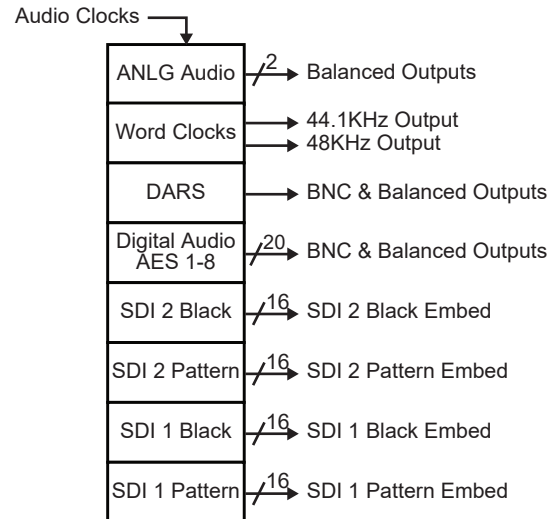 Audio Clocks
ANLG Audio 2 Balanced Outputs
Word Clocks 44.1KHz Output
48KHz Output
DARS BNC & Balanced Outputs
Digital Audio
AES 1-8 20 BNC & Balanced Outputs
SDI 2 Black 16 SDI 2 Black Embed
SDI 2 Pattern 16 SDI 2 Pattern Embed
SDI 1 Black 16 SDI 1 Black Embed
SDI 1 Pattern 16 SDI 1 Pattern Embed